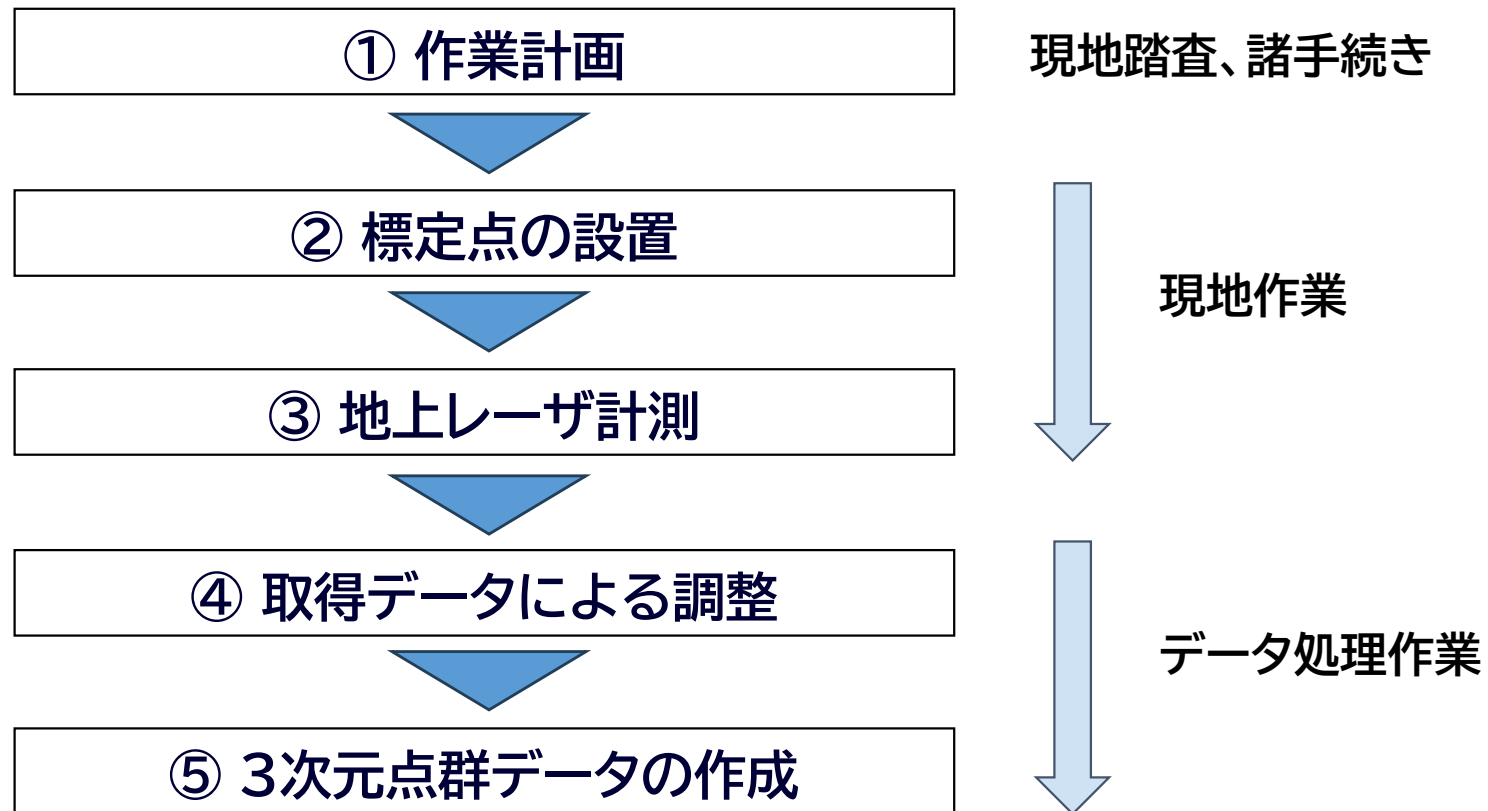 ① 作業計画
現地踏査、諸手続き
② 標定点の設置
現地作業
③ 地上レーザ計測
④ 取得データによる調整
データ処理作業
⑤ 3次元点群データの作成